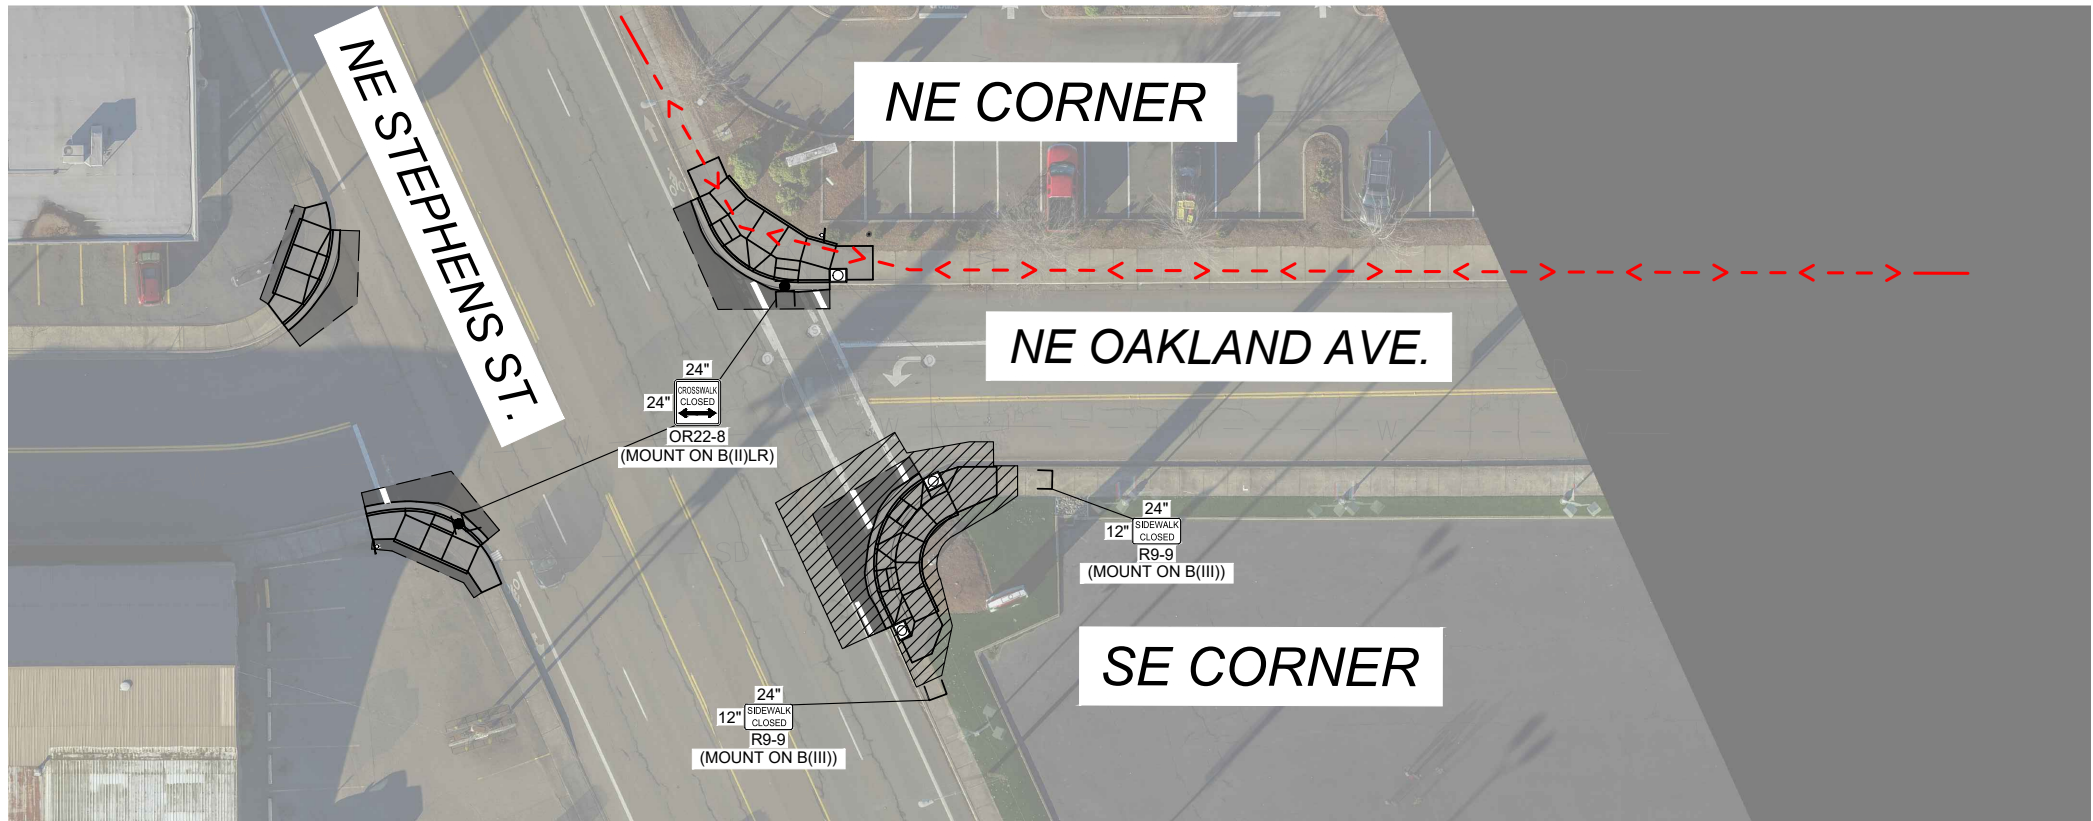 NE STEPHENS ST.
NE CORNER
NE OAKLAND AVE.
24"
24"
CROSSWALK
CLOSED
OR22-8
(MOUNT ON B(II)LR)
24"
12"
SIDEWALK
CLOSED
R9-9
(MOUNT ON B(III))
SE CORNER
24"
12"
SIDEWALK
CLOSED
R9-9
(MOUNT ON B(III))